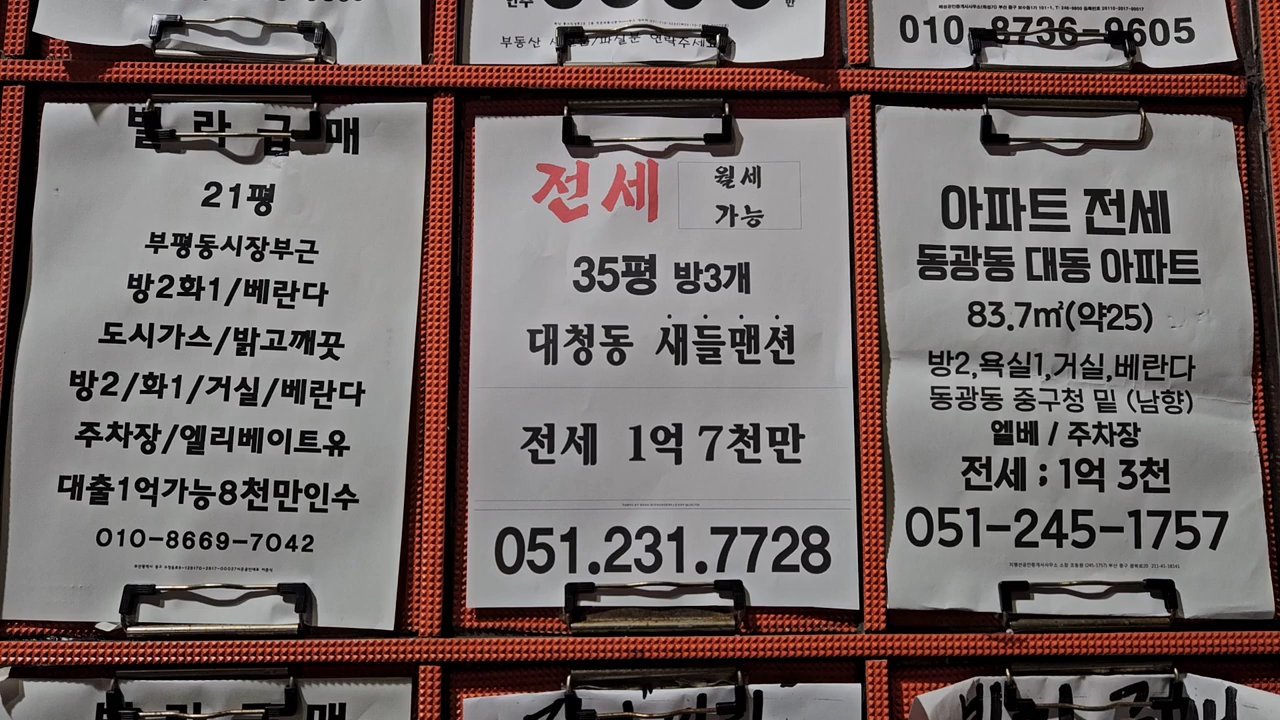 부동산
010-8736-9605
빌라급매
21평
부평동시장부근
방2화1/베란다
도시가스/밝고깨끗
방2/화1/거실/베란다
주차장/엘리베이트유
대출1억가능8천만인수
010-8669-7042
전세
월세
가능
35평 방3개
대청동 새들맨션
전세 1억 7천만
051.231.7728
아파트 전세
동광동 대동 아파트
83.7㎡(약25)
방2,욕실1,거실,베란다
동광동 중구청 밑 (남향)
엘베 / 주차장
전세 : 1억 3천
051-245-1757